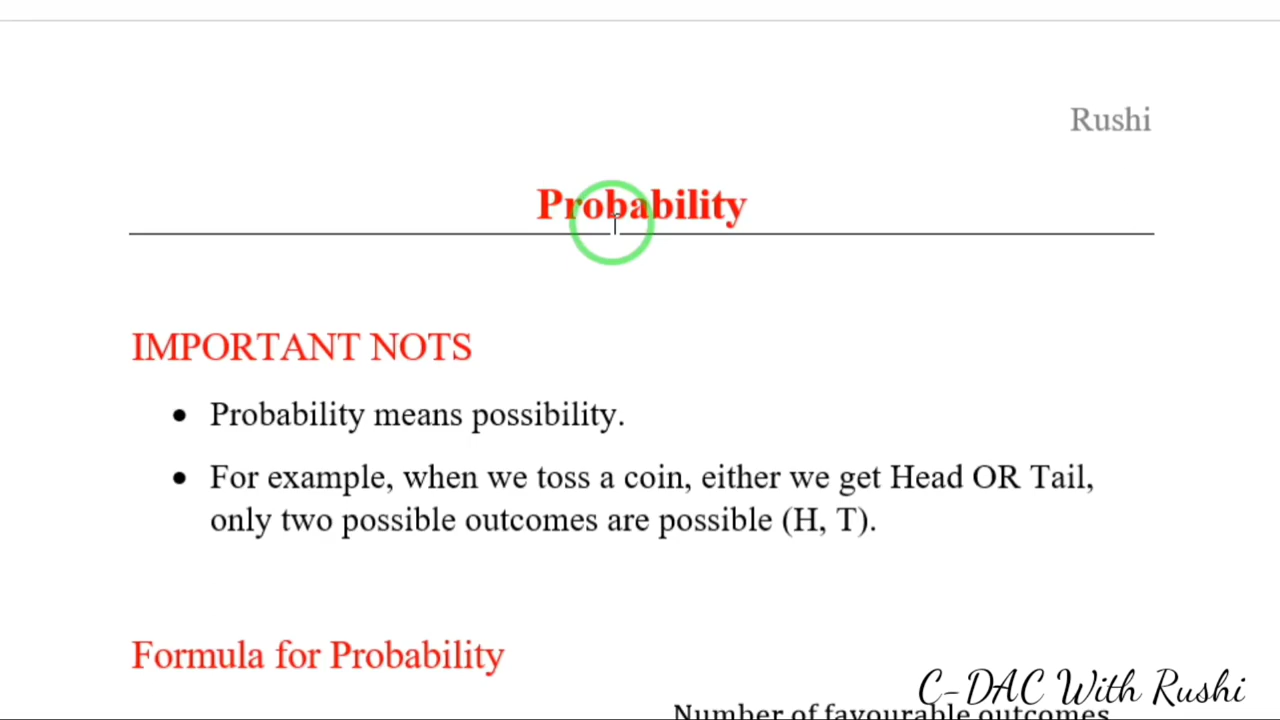 Rushi
Probability
IMPORTANT NOTS
• Probability means possibility.
• For example, when we toss a coin, either we get Head OR Tail,
only two possible outcomes are possible (H, T).
Formula for Probability
C-DAC With Rushi
Number of favourable outcomes